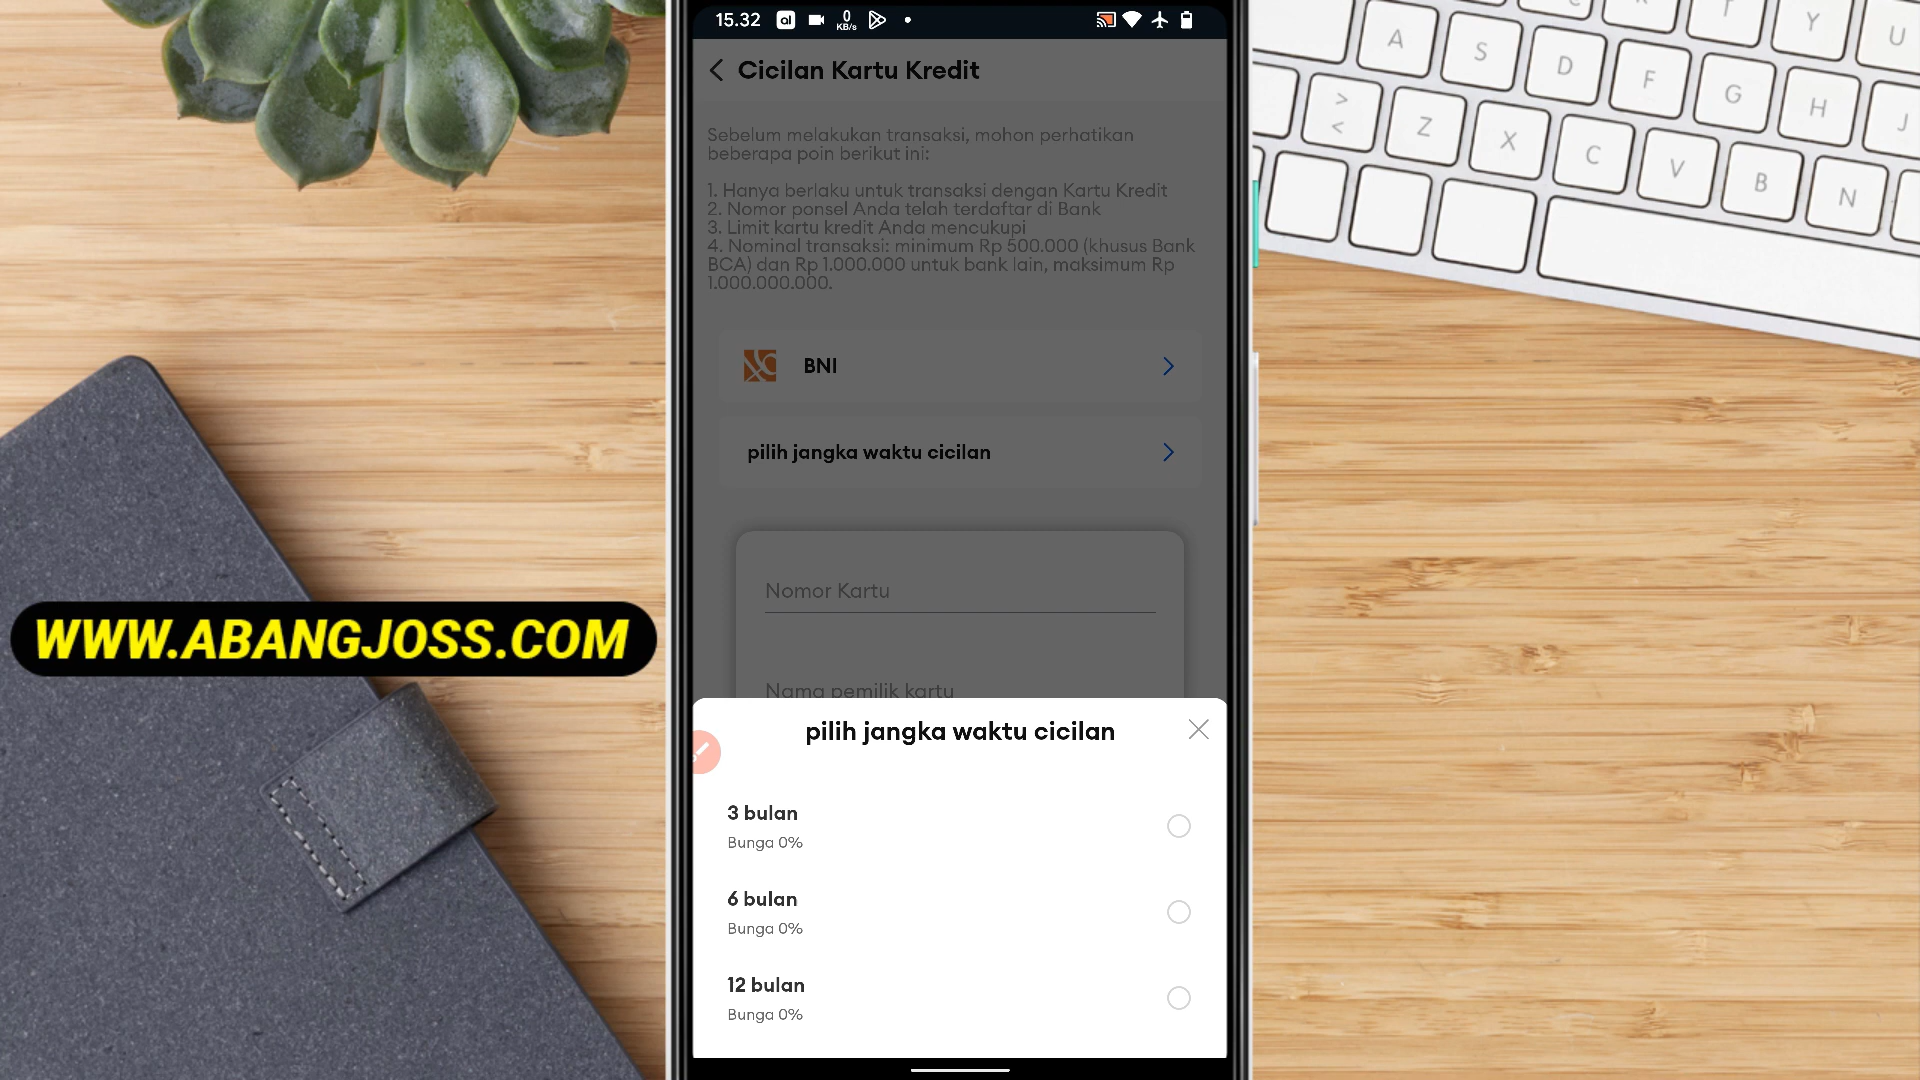 15.32
0
KB/s
Cicilan Kartu Kredit
Sebelum melakukan transaksi, mohon perhatikan
beberapa poin berikut ini:
1. Hanya berlaku untuk transaksi dengan Kartu Kredit
2. Nomor ponsel Anda telah terdaftar di Bank
3. Limit kartu kredit Anda mencukupi
4. Nominal transaksi: minimum Rp 500.000 (khusus Bank
BCA) dan Rp 1.000.000 untuk bank lain, maksimum Rp
1.000.000.000.
BNI
pilih jangka waktu cicilan
Nomor Kartu
Nama pemilik kartu
pilih jangka waktu cicilan
3 bulan
Bunga 0%
6 bulan
Bunga 0%
12 bulan
Bunga 0%
WWW.ABANGJOSS.COM
Y U
A S D F G H J
> < Z X C V B N